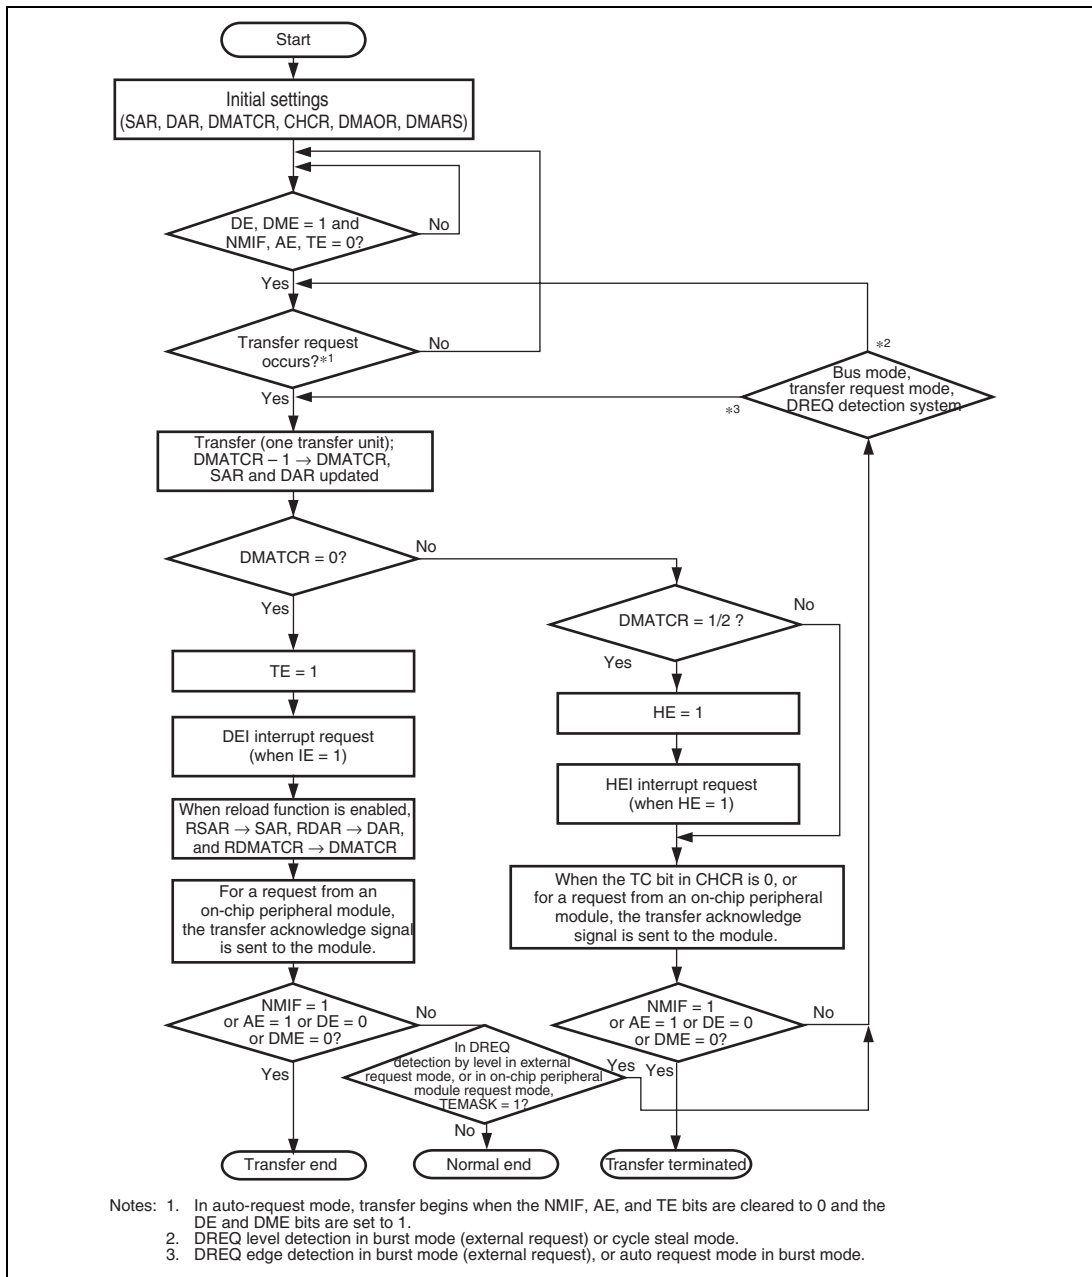 Start
Initial settings
(SAR, DAR, DMATCR, CHCR, DMAOR, DMARS)
DE, DME = 1 and
NMIF, AE, TE = 0?
No
Yes
Transfer request
occurs?*1
No
Yes
*2
Bus mode,
transfer request mode,
DREQ detection system
*3
Transfer (one transfer unit);
DMATCR – 1 → DMATCR,
SAR and DAR updated
DMATCR = 0?
No
Yes
DMATCR = 1/2 ?
No
Yes
TE = 1
HE = 1
DEI interrupt request
(when IE = 1)
HEI interrupt request
(when HE = 1)
When reload function is enabled,
RSAR → SAR, RDAR → DAR,
and RDMATCR → DMATCR
For a request from an
on-chip peripheral module,
the transfer acknowledge signal
is sent to the module.
When the TC bit in CHCR is 0, or
for a request from an on-chip peripheral
module, the transfer acknowledge
signal is sent to the module.
NMIF = 1
or AE = 1 or DE = 0
or DME = 0?
No
Yes
In DREQ
detection by level in external
request mode, or in on-chip peripheral
module request mode,
TEMASK = 1?
Yes
No
NMIF = 1
or AE = 1 or DE = 0
or DME = 0?
No
Yes
Transfer end
Normal end
Transfer terminated
Notes: 1. In auto-request mode, transfer begins when the NMIF, AE, and TE bits are cleared to 0 and the
DE and DME bits are set to 1.
2. DREQ level detection in burst mode (external request) or cycle steal mode.
3. DREQ edge detection in burst mode (external request), or auto request mode in burst mode.